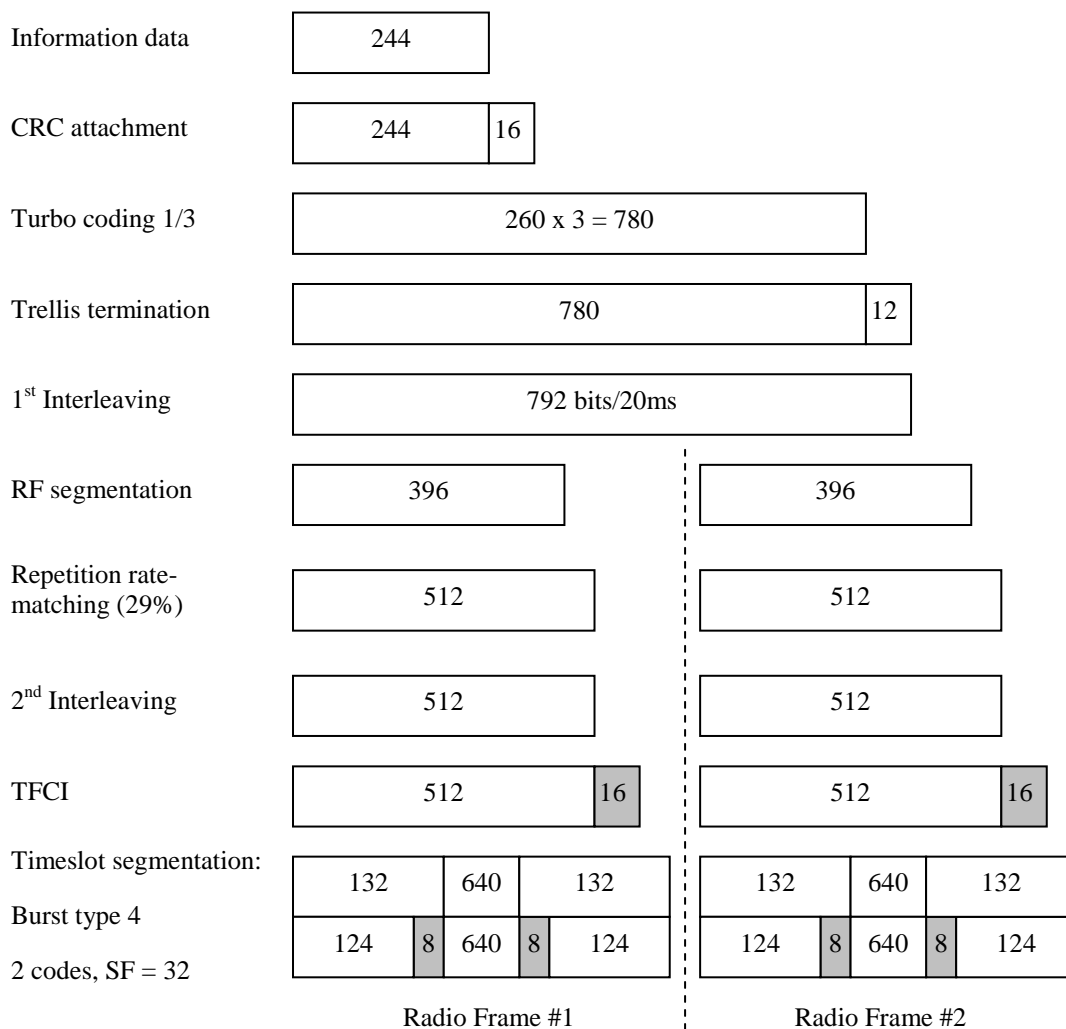 Information data
244
CRC attachment
244 16
Turbo coding 1/3
260 x 3 = 780
Trellis termination
780 12
1st Interleaving
792 bits/20ms
RF segmentation
396 396
Repetition rate-
matching (29%)
512 512
2nd Interleaving
512 512
TFCI
512 16 512 16
Timeslot segmentation:
132 640 132 132 640 132
Burst type 4
124 8 640 8 124 124 8 640 8 124
2 codes, SF = 32
Radio Frame #1 Radio Frame #2